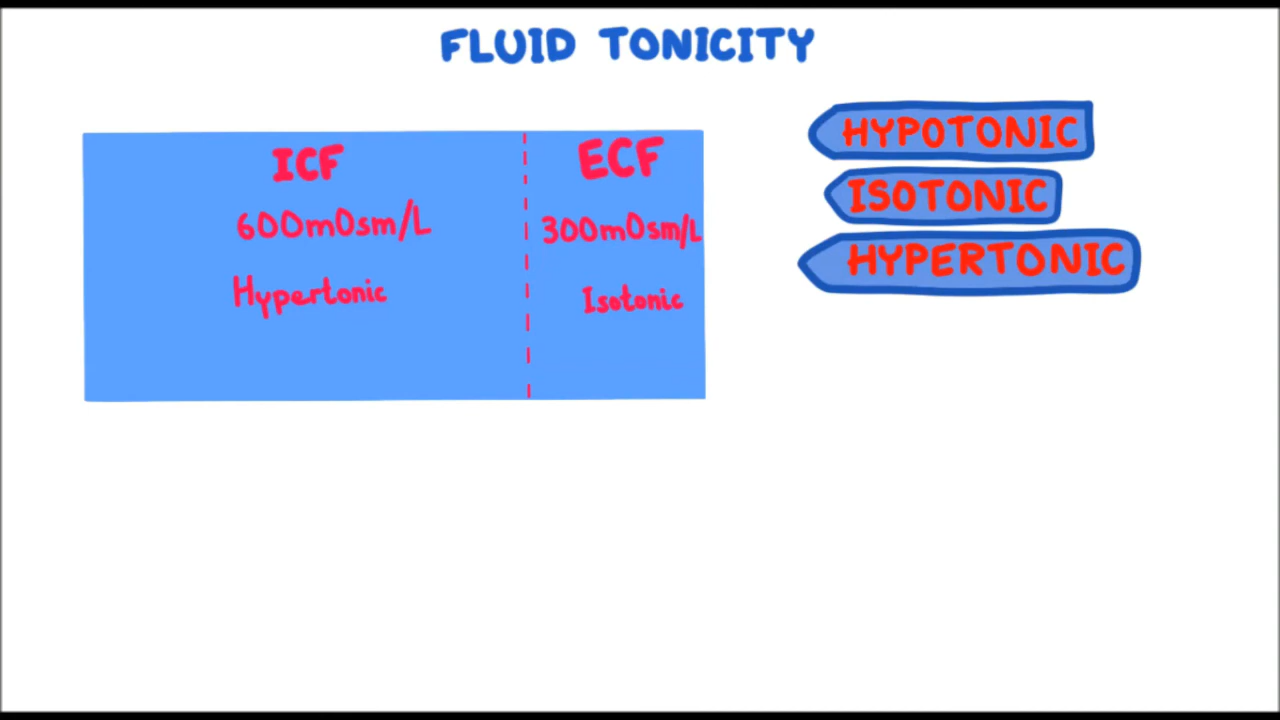 FLUID TONICITY
ICF
600mOsm/L
Hypertonic
ECF
300mOsm/L
Isotonic
HYPOTONIC
ISOTONIC
HYPERTONIC